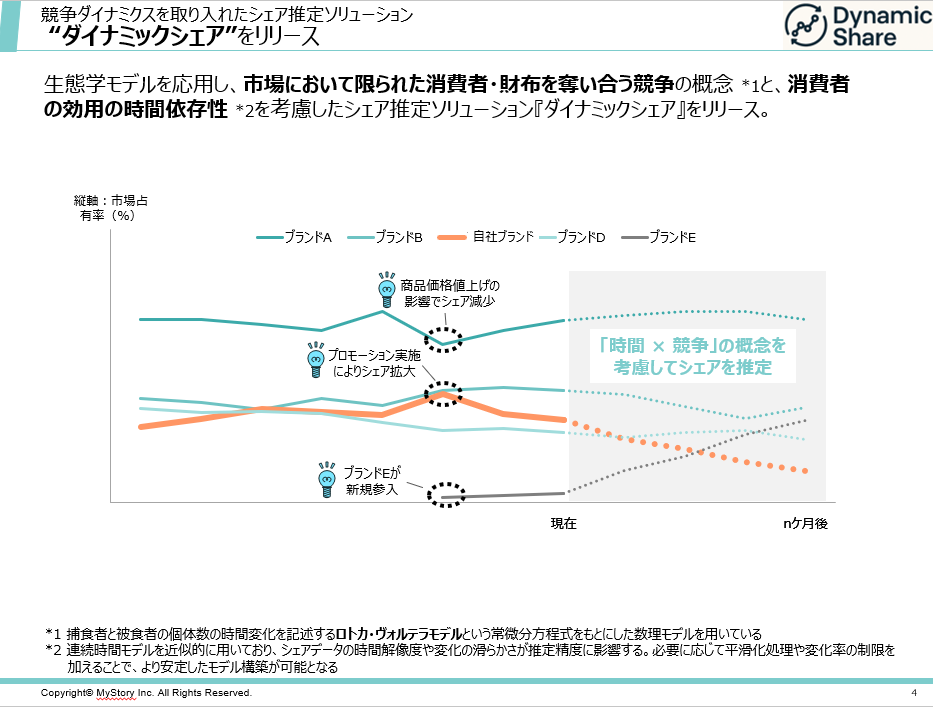 競争ダイナミクスを取り入れたシェア推定ソリューション
“ダイナミックシェア”をリリース
Dynamic
Share
生態学モデルを応用し、市場において限られた消費者・財布を奪い合う競争の概念 *1と、消費者
の効用の時間依存性 *2を考慮したシェア推定ソリューション『ダイナミックシェア』をリリース。
縦軸：市場占
有率（%）
ブランドA ブランドB 自社ブランド ブランドD ブランドE
商品価格値上げの
影響でシェア減少
プロモーション実施
によりシェア拡大
「時間 × 競争」の概念を
考慮してシェアを推定
ブランドEが
新規参入
現在
nケ月後
*1 捕食者と被食者の個体数の時間変化を記述するロトカ・ヴォルテラモデルという常微分方程式をもとにした数理モデルを用いている
*2 連続時間モデルを近似的に用いており、シェアデータの時間解像度や変化の滑らかさが推定精度に影響する。必要に応じて平滑化処理や変化率の制限を
加えることで、より安定したモデル構築が可能となる
Copyright© MyStory Inc. All Rights Reserved.
4